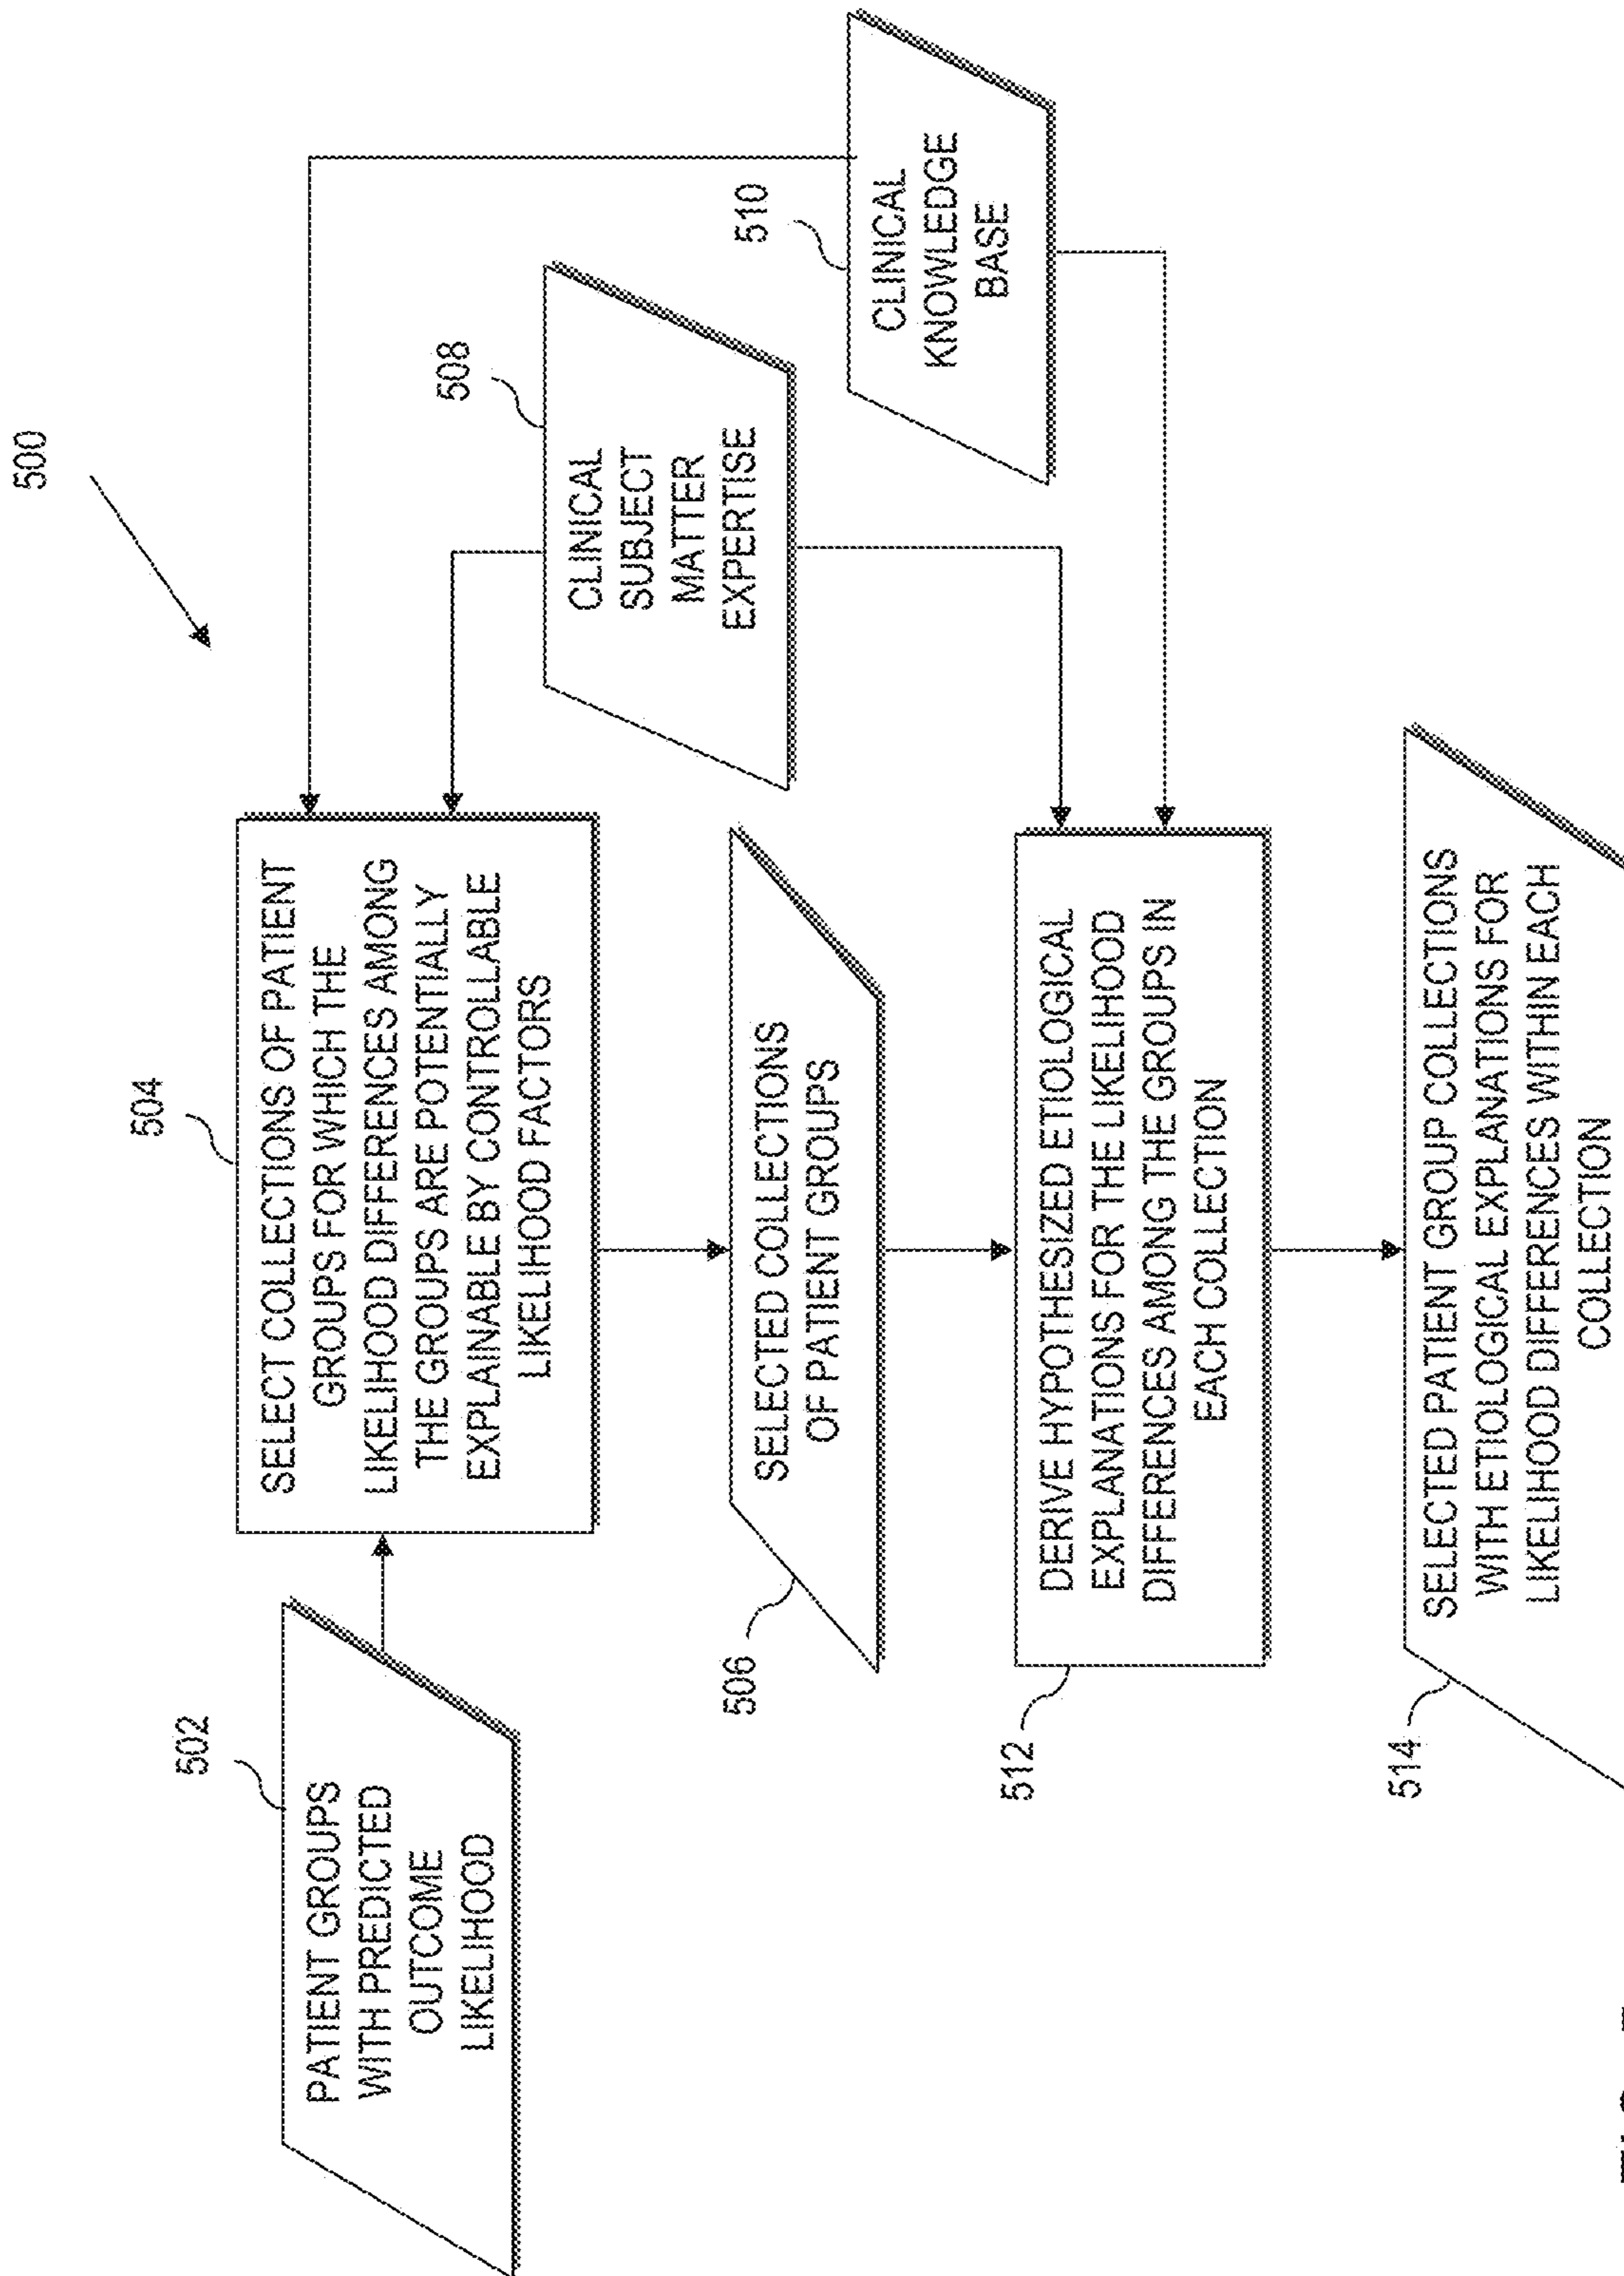 500
502
PATIENT GROUPS
WITH PREDICTED
OUTCOME
LIKELIHOOD
504
SELECT COLLECTIONS OF PATIENT
GROUPS FOR WHICH THE
LIKELIHOOD DIFFERENCES AMONG
THE GROUPS ARE POTENTIALLY
EXPLAINABLE BY CONTROLLABLE
LIKELIHOOD FACTORS
508
CLINICAL
SUBJECT
MATTER
EXPERTISE
510
CLINICAL
KNOWLEDGE
BASE
506
SELECTED COLLECTIONS
OF PATIENT GROUPS
512
DERIVE HYPOTHESIZED ETIOLOGICAL
EXPLANATIONS FOR THE LIKELIHOOD
DIFFERENCES AMONG THE GROUPS IN
EACH COLLECTION
514
SELECTED PATIENT GROUP COLLECTIONS
WITH ETIOLOGICAL EXPLANATIONS FOR
LIKELIHOOD DIFFERENCES WITHIN EACH
COLLECTION